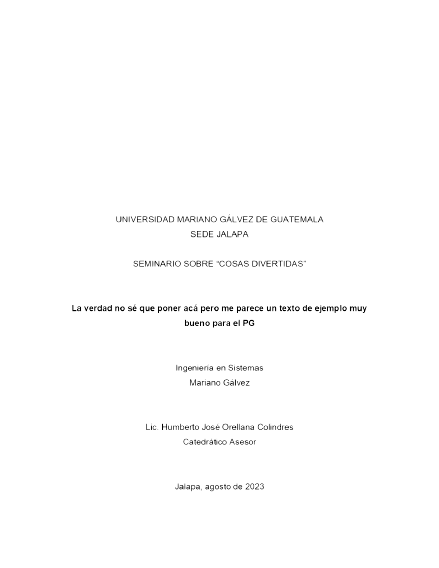 UNIVERSIDAD MARIANO GÁLVEZ DE GUATEMALA
SEDE JALAPA
SEMINARIO SOBRE “COSAS DIVERTIDAS”
La verdad no sé que poner acá pero me parece un texto de ejemplo muy
bueno para el PG
Ingeniería en Sistemas
Mariano Gálvez
Lic. Humberto José Orellana Colindres
Catedrático Asesor
Jalapa, agosto de 2023